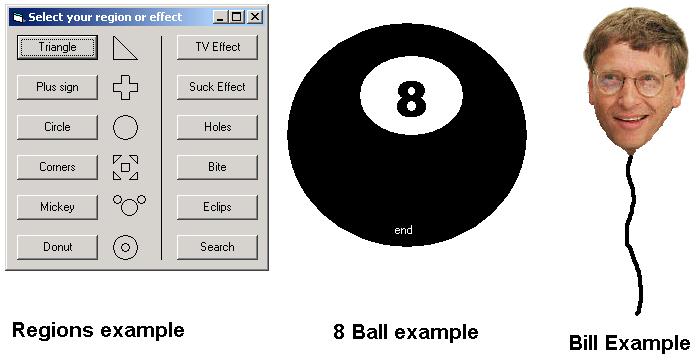 Select your region or effect
Triangle
TV Effect
Plus sign
Suck Effect
Circle
Holes
Corners
Bite
Mickey
Eclips
Donut
Search
8
end
Regions example
8 Ball example
Bill Example